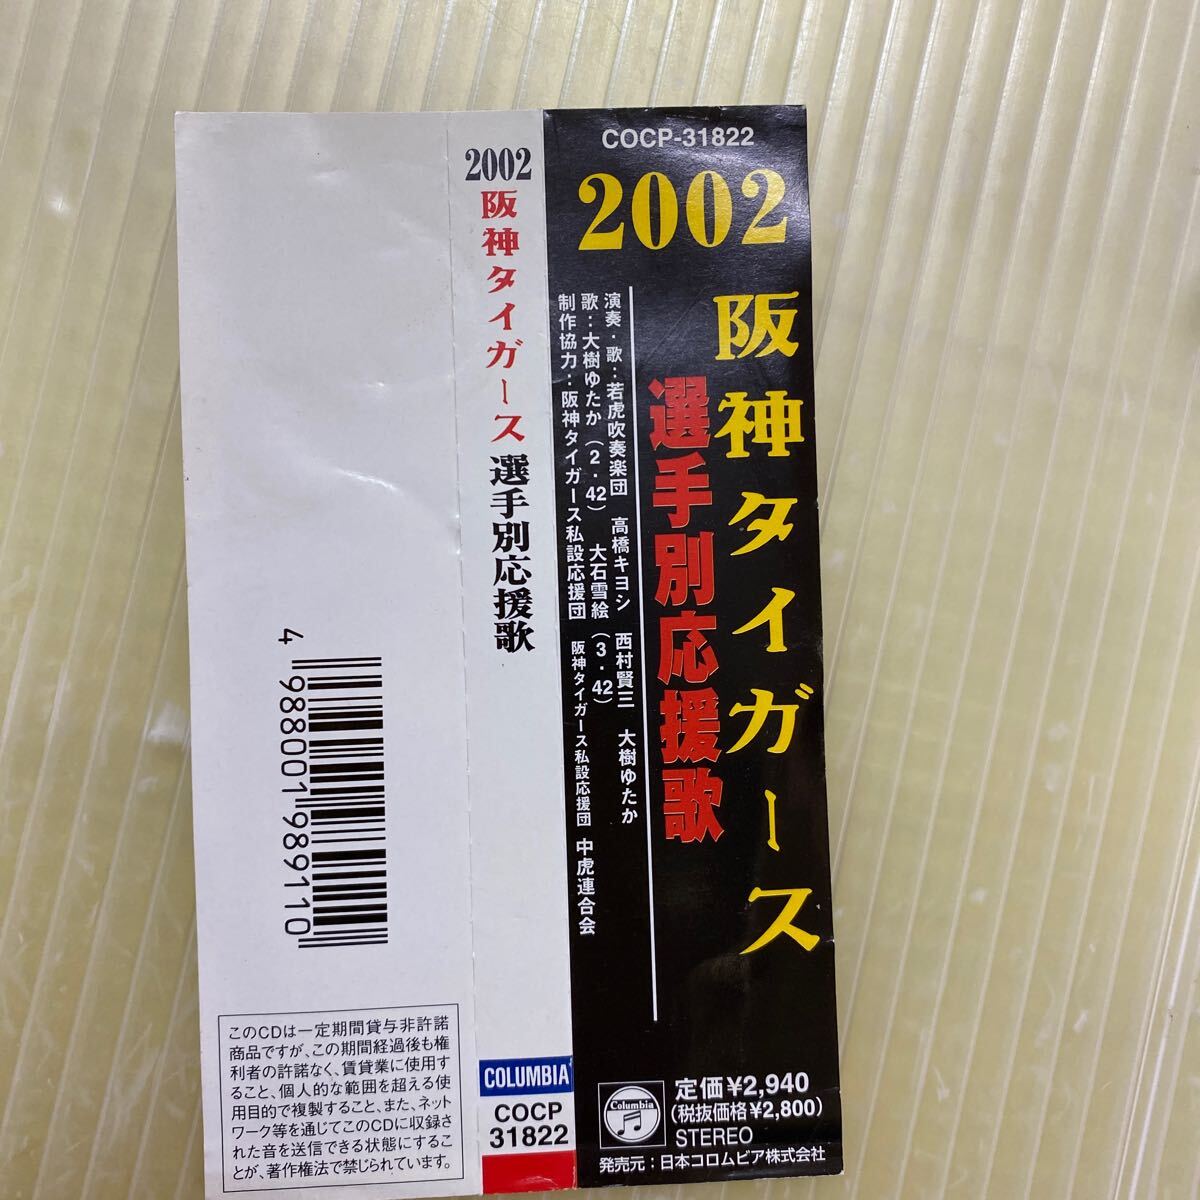 COCP-31822
2002
阪神タイガース
選手別応援歌
演奏・歌：若虎吹奏楽団 高橋キヨシ 西村賢三 大樹ゆたか
歌：大樹ゆたか（2・42） 大石雪絵（3・42）
制作協力：阪神タイガース私設応援団 阪神タイガース私設応援団 中虎連合会
Columbia
定価¥2,940
(税抜価格¥2,800)
STEREO
発売元：日本コロムビア株式会社
2002 阪神タイガース 選手別応援歌
COLUMBIA
COCP
31822
4 988001 989110
このCDは一定期間貸与非許諾
商品ですが、この期間経過後も権
利者の許諾なく、賃貸業に使用す
ること、個人的な範囲を超える使
用目的で複製すること、また、ネット
ワーク等を通じてこのCDに収録さ
れた音を送信できる状態にするこ
とが、著作権法で禁じられています。